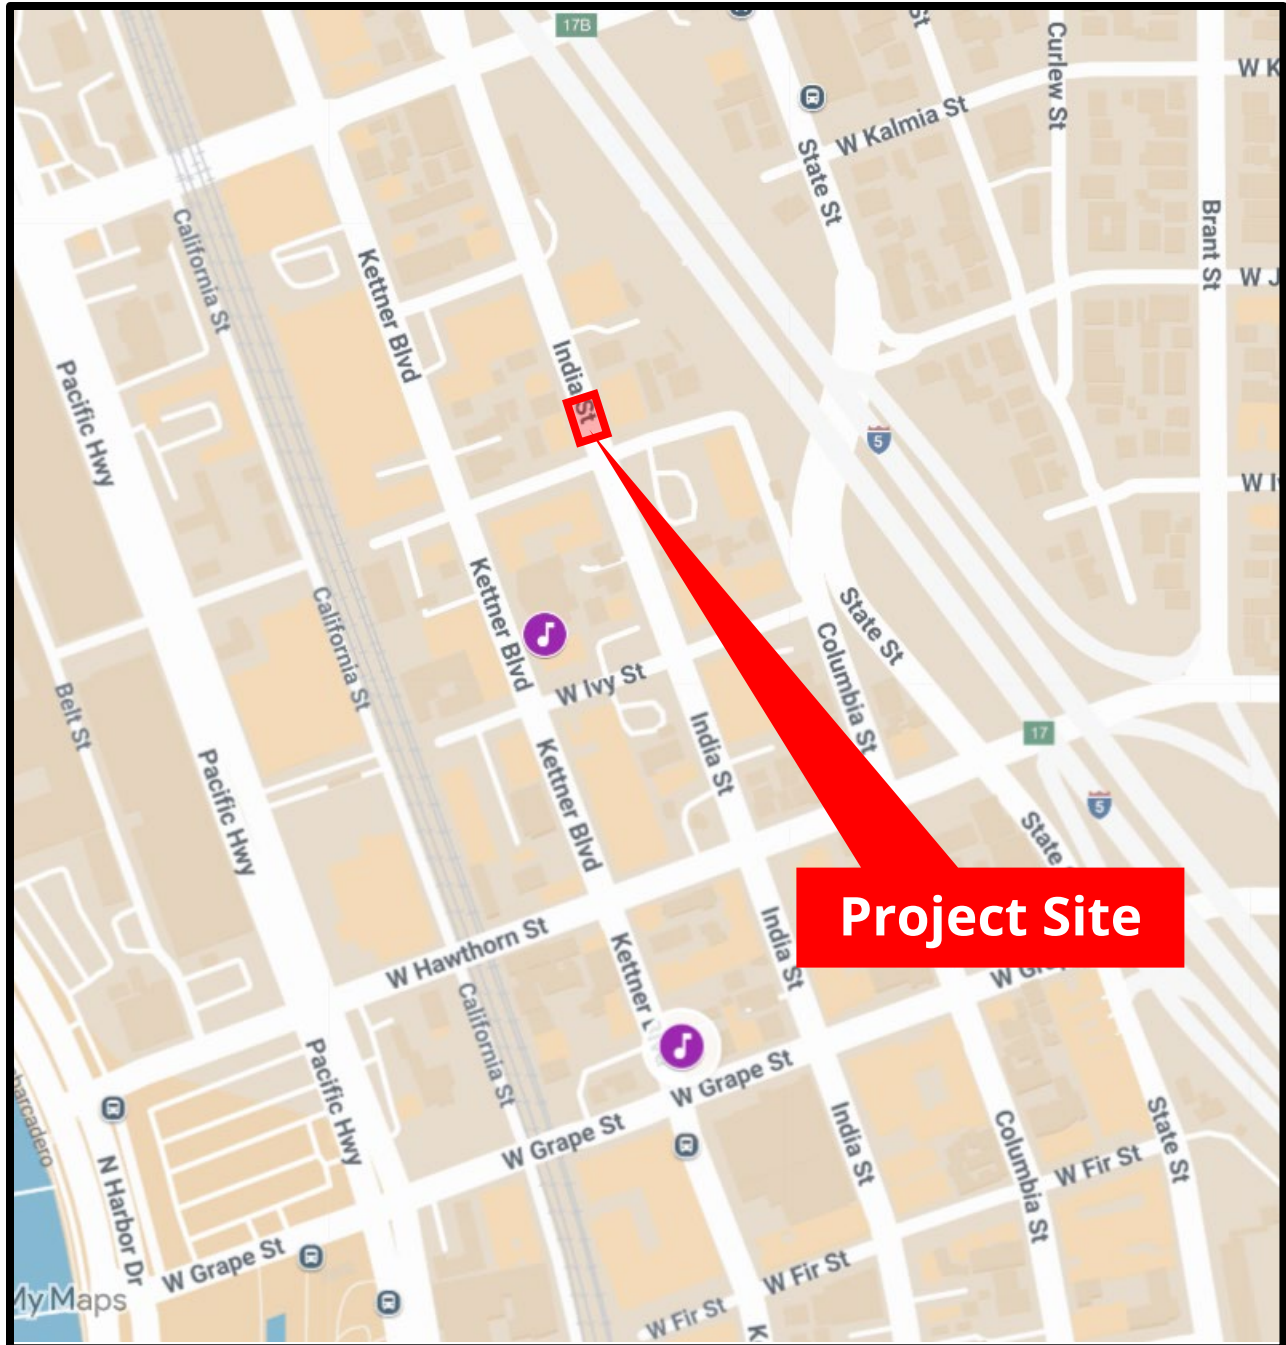 17B
St
Curlew St
W K
W Kalmia St
State St
Brant St
California St
Kettner Blvd
W J
Pacific Hwy
India St
5
W I
Kettner Blvd
California St
State St
Columbia St
W Ivy St
Belt St
India St
17
Pacific Hwy
Kettner Blvd
5
State
Project Site
India St
W Hawthorn St
Kettner
W Gr
California St
Pacific Hwy
W Grape St
barcadero
W Grape St
India St
Columbia St
State St
W Fir St
N Harbor Dr
W Grape St
W Fir St
My Maps
W Fir St
K